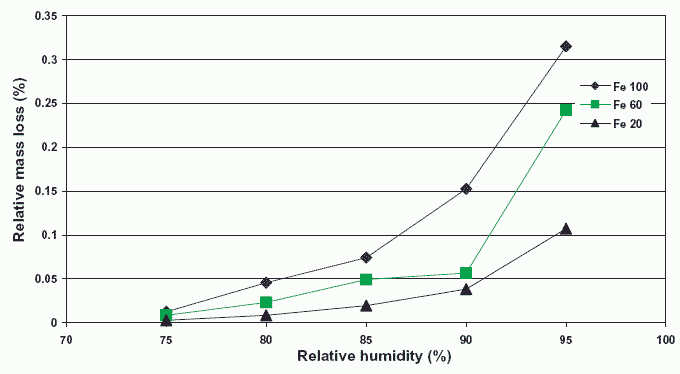 0.35
0.3
0.25
0.2
0.15
0.1
0.05
0
Relative mass loss (%)
70 75 80 85 90 95 100
Relative humidity (%)
Fe 100
Fe 60
Fe 20